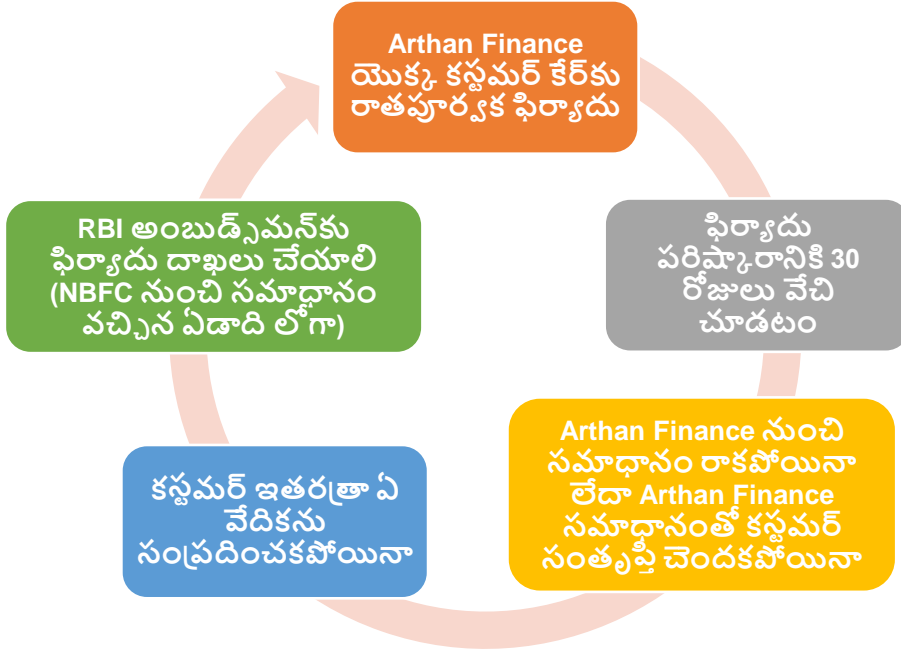 Arthan Finance
యొక్క కస్టమర్ కేర్‌కు
రాతపూర్వక ఫిర్యాదు
ఫిర్యాదు
పరిష్కారానికి 30
రోజులు వేచి
చూడటం
Arthan Finance నుంచి
సమాధానం రాకపోయినా
లేదా Arthan Finance
సమాధానంతో కస్టమర్
సంతృప్తి చెందకపోయినా
కస్టమర్ ఇతరత్రా ఏ
వేదికను
సంప్రదించకపోయినా
RBI అంబుడ్స్‌మన్‌కు
ఫిర్యాదు దాఖలు చేయాలి
(NBFC నుంచి సమాధానం
వచ్చిన ఏడాది లోగా)